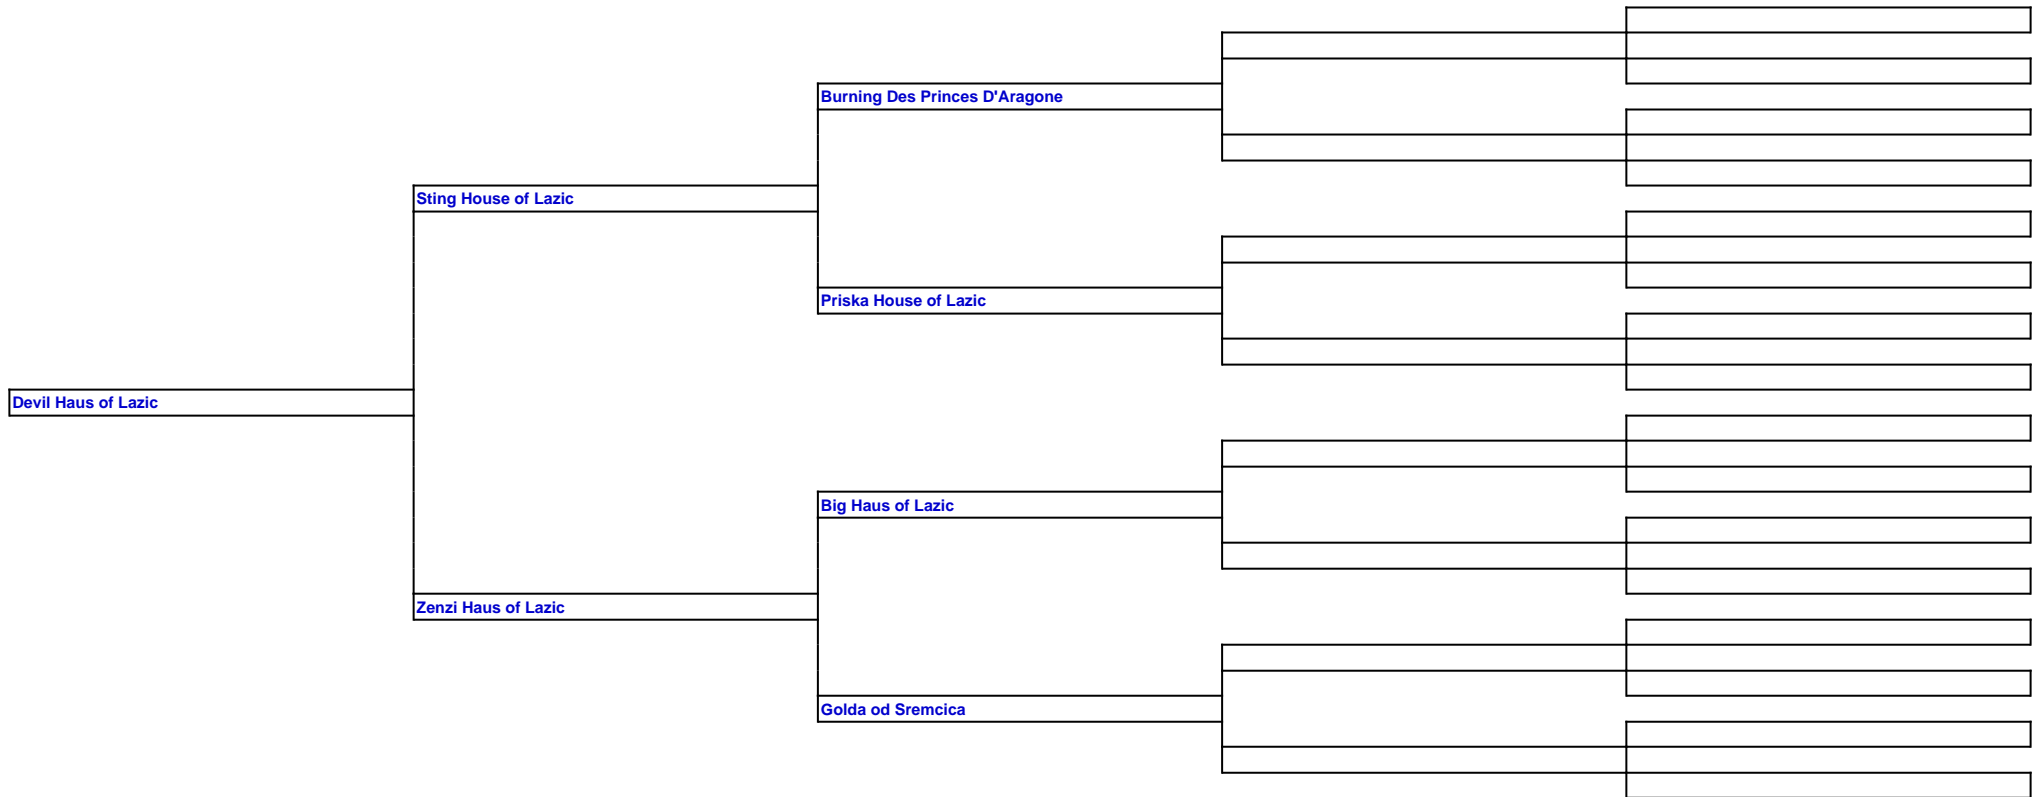 Burning Des Princes D'Aragone
Sting House of Lazic
Priska House of Lazic
Devil Haus of Lazic
Big Haus of Lazic
Zenzi Haus of Lazic
Golda od Sremcica